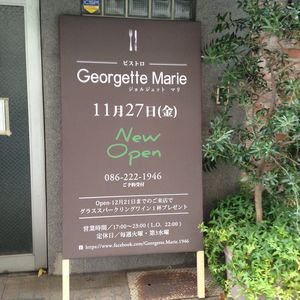 ビストロ
Georgette Marie
ジョルジェット マリ
11月27日(金)
New
Open
086-222-1946
ご予約受付
Open-12月21日までのご来店で
グラススパークリングワイン1杯プレゼント
営業時間／17:00〜23:00 (L.O. 22:00)
定休日／毎週火曜・第3水曜
https://www.facebook.com/Georgette.Marie.1946